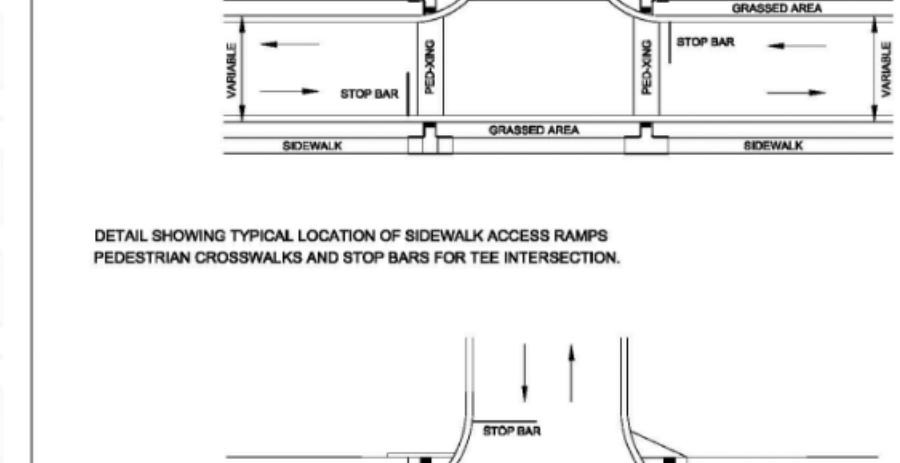 GRASSED AREA
VARIABLE
PED-XING
PED-XING
STOP BAR
VARIABLE
STOP BAR
GRASSED AREA
SIDEWALK
SIDEWALK
DETAIL SHOWING TYPICAL LOCATION OF SIDEWALK ACCESS RAMPS
PEDESTRIAN CROSSWALKS AND STOP BARS FOR TEE INTERSECTION.
STOP BAR